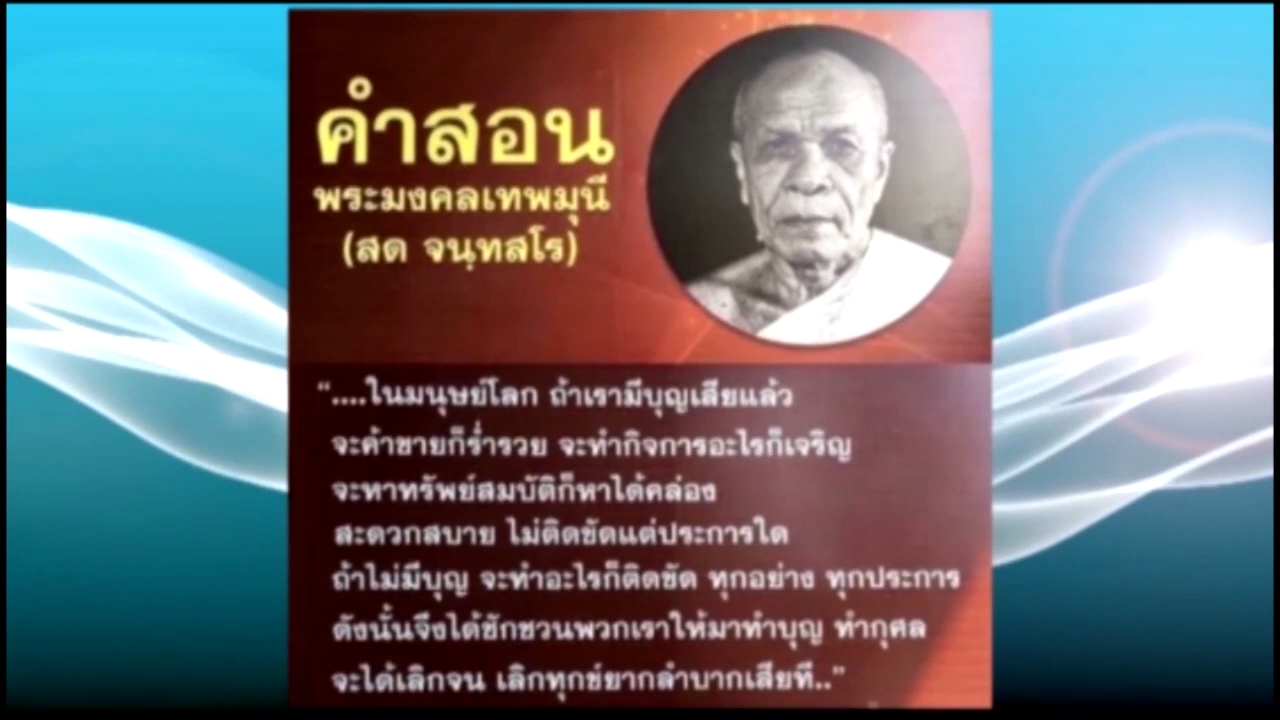 คำสอน
พระมงคลเทพมุนี
(สด จนฺทสโร)
“....ในมนุษย์โลก ถ้าเรามีบุญเสียแล้ว
จะค้าขายก็ร่ำรวย จะทำกิจการอะไรก็เจริญ
จะหาทรัพย์สมบัติก็หาได้คล่อง
สะดวกสบาย ไม่ติดขัดแต่ประการใด
ถ้าไม่มีบุญ จะทำอะไรก็ติดขัด ทุกอย่าง ทุกประการ
ดังนั้นจึงได้ชักชวนพวกเราให้มาทำบุญ ทำกุศล
จะได้เลิกจน เลิกทุกข์ยากลำบากเสียที..”